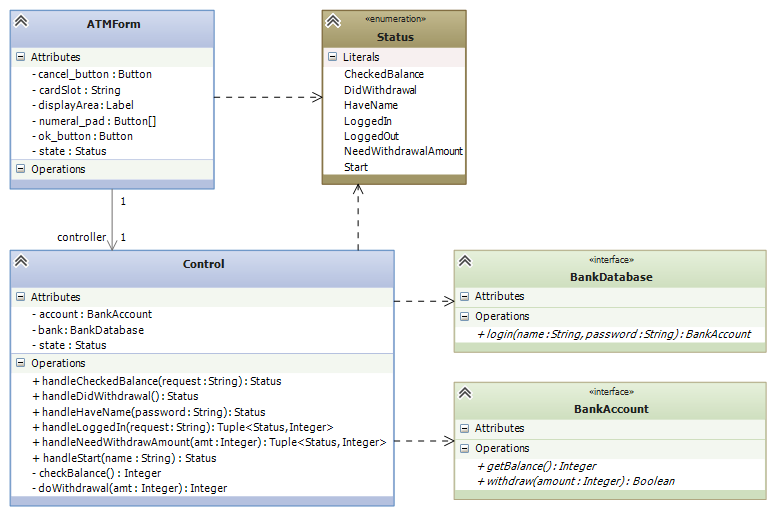 ATMForm
Attributes
- cancel_button : Button
- cardSlot : String
- displayArea : Label
- numeral_pad : Button[]
- ok_button : Button
- state : Status
Operations
«enumeration»
Status
Literals
CheckedBalance
DidWithdrawal
HaveName
LoggedIn
LoggedOut
NeedWithdrawalAmount
Start
1
controller
1
Control
Attributes
- account : BankAccount
- bank : BankDatabase
- state : Status
Operations
+ handleCheckedBalance(request : String) : Status
+ handleDidWithdrawal() : Status
+ handleHaveName(password : String) : Status
+ handleLoggedIn(request : String) : Tuple<Status,Integer>
+ handleNeedWithdrawAmount(amt : Integer) : Tuple<Status, Integer>
+ handleStart(name : String) : Status
- checkBalance() : Integer
- doWithdrawal(amt : Integer) : Integer
«interface»
BankDatabase
Attributes
Operations
+ login(name : String, password : String) : BankAccount
«interface»
BankAccount
Attributes
Operations
+ getBalance() : Integer
+ withdraw(amount : Integer) : Boolean